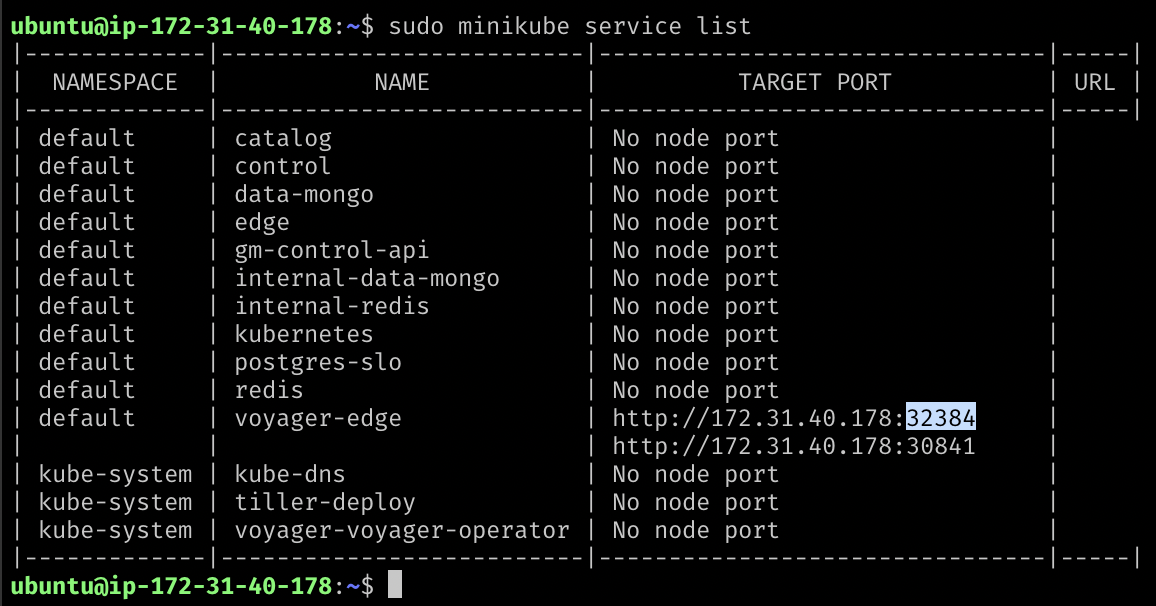 ubuntu@ip-172-31-40-178:~$ sudo minikube service list
|-------------|--------------------------|--------------------------------|-----|
|  NAMESPACE  |           NAME           |          TARGET PORT           | URL |
|-------------|--------------------------|--------------------------------|-----|
| default     | catalog                  | No node port                   |
| default     | control                  | No node port                   |
| default     | data-mongo               | No node port                   |
| default     | edge                     | No node port                   |
| default     | gm-control-api           | No node port                   |
| default     | internal-data-mongo      | No node port                   |
| default     | internal-redis           | No node port                   |
| default     | kubernetes               | No node port                   |
| default     | postgres-slo             | No node port                   |
| default     | redis                    | No node port                   |
| default     | voyager-edge             | http://172.31.40.178:32384     |
|             |                          | http://172.31.40.178:30841     |
| kube-system | kube-dns                 | No node port                   |
| kube-system | tiller-deploy            | No node port                   |
| kube-system | voyager-voyager-operator | No node port                   |
|-------------|--------------------------|--------------------------------|-----|
ubuntu@ip-172-31-40-178:~$